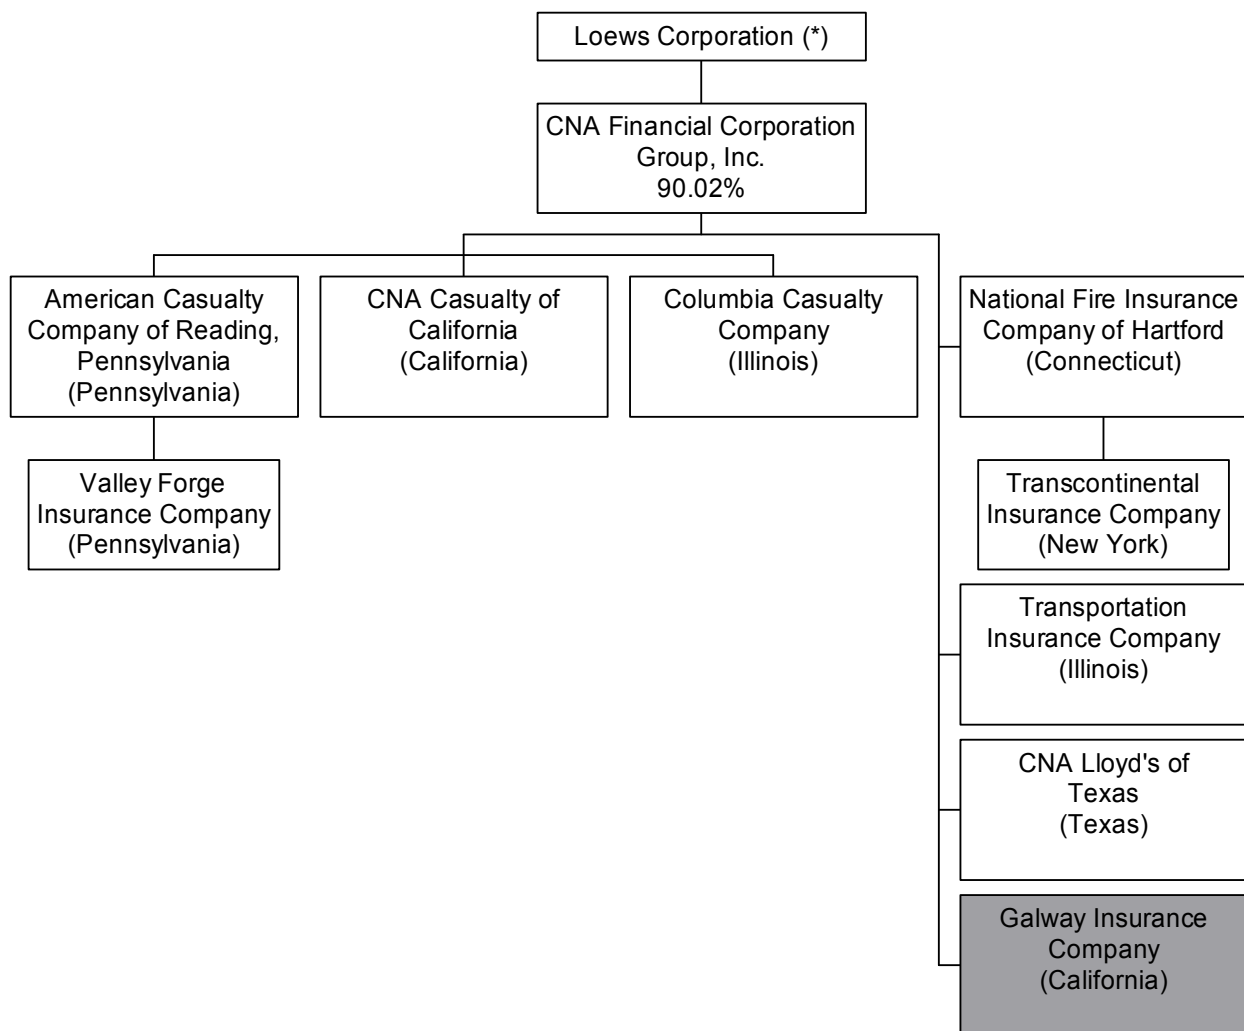 Loews Corporation (*)
CNA Financial Corporation
Group, Inc.
90.02%
American Casualty
Company of Reading,
Pennsylvania
(Pennsylvania)
CNA Casualty of
California
(California)
Columbia Casualty
Company
(Illinois)
National Fire Insurance
Company of Hartford
(Connecticut)
Valley Forge
Insurance Company
(Pennsylvania)
Transcontinental
Insurance Company
(New York)
Transportation
Insurance Company
(Illinois)
CNA Lloyd's of
Texas
(Texas)
Galway Insurance
Company
(California)